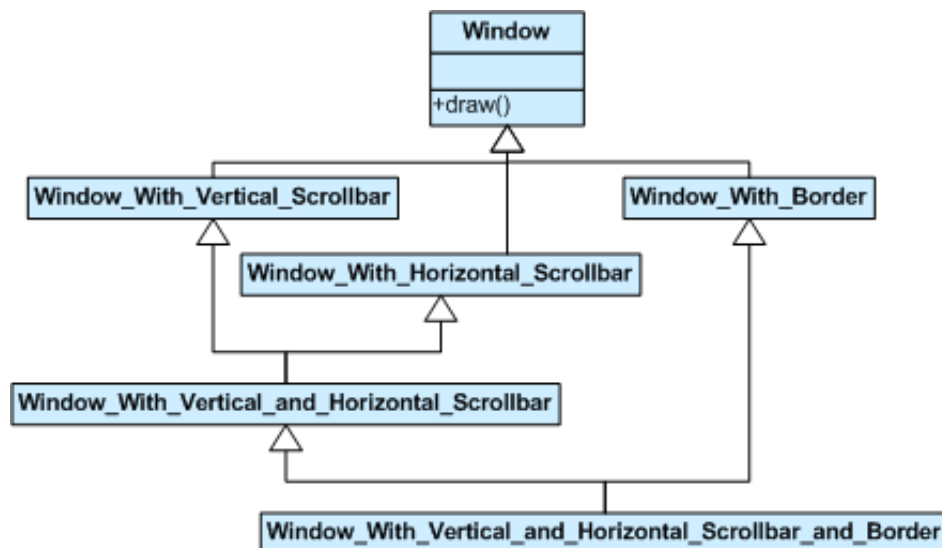 Window
+draw()
Window_With_Vertical_Scrollbar
Window_With_Border
Window_With_Horizontal_Scrollbar
Window_With_Vertical_and_Horizontal_Scrollbar
Window_With_Vertical_and_Horizontal_Scrollbar_and_Border